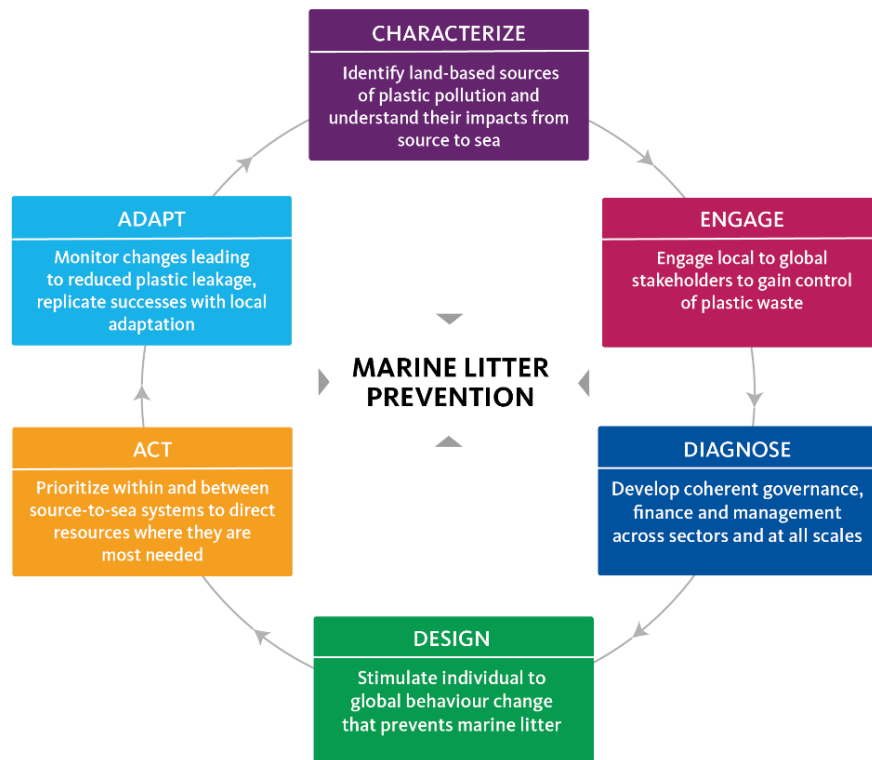 CHARACTERIZE
Identify land-based sources
of plastic pollution and
understand their impacts from
source to sea
ENGAGE
Engage local to global
stakeholders to gain control
of plastic waste
DIAGNOSE
Develop coherent governance,
finance and management
across sectors and at all scales
DESIGN
Stimulate individual to
global behaviour change
that prevents marine litter
ACT
Prioritize within and between
source-to-sea systems to direct
resources where they are
most needed
ADAPT
Monitor changes leading
to reduced plastic leakage,
replicate successes with local
adaptation
MARINE LITTER
PREVENTION